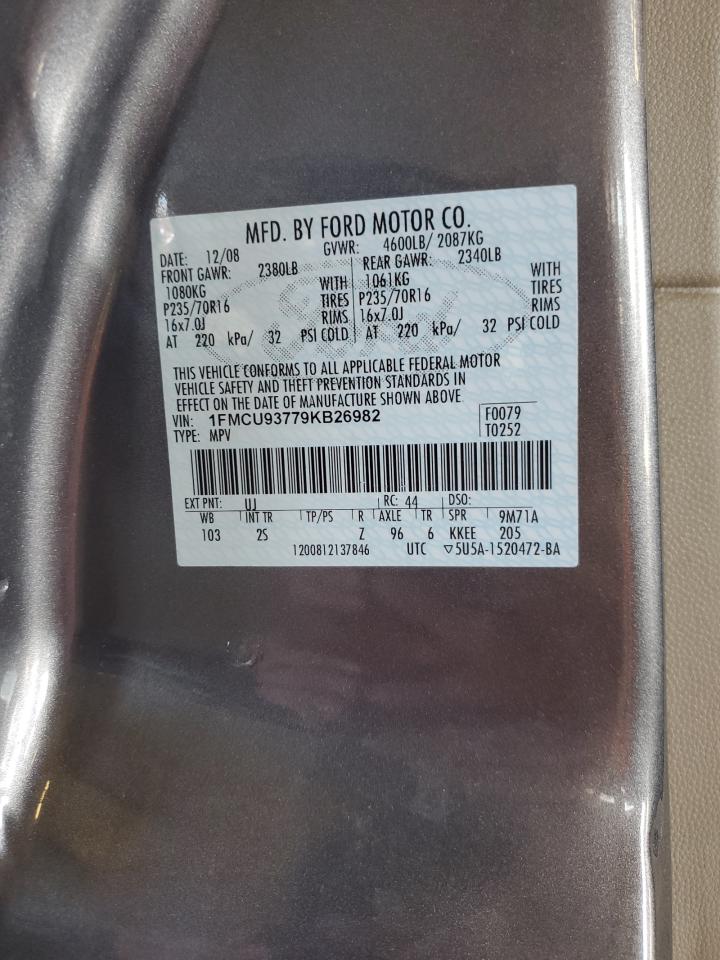 MFD. BY FORD MOTOR CO.
DATE: 12/08 GVWR: 4600LB/ 2087KG
FRONT GAWR: 2380LB REAR GAWR: 2340LB
1080KG WITH 1061KG WITH
P235/70R16 TIRES P235/70R16 TIRES
16x7.0J RIMS 16x7.0J RIMS
AT 220 kPa/ 32 PSI COLD AT 220 kPa/ 32 PSI COLD
THIS VEHICLE CONFORMS TO ALL APPLICABLE FEDERAL MOTOR
VEHICLE SAFETY AND THEFT PREVENTION STANDARDS IN
EFFECT ON THE DATE OF MANUFACTURE SHOWN ABOVE.
VIN: 1FMCU93779KB26982 F0079
TYPE: MPV T0252
EXT PNT: UJ RC: 44 DSO:
WB INT TR TP/PS R AXLE TR SPR 9M71A
103 2S Z 96 6 KKEE 205
1200812137846 UTC ▽5U5A-1520472-BA